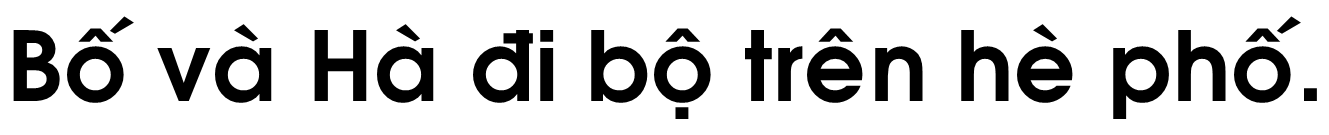 Bố và Hà đi bộ trên hè phố.